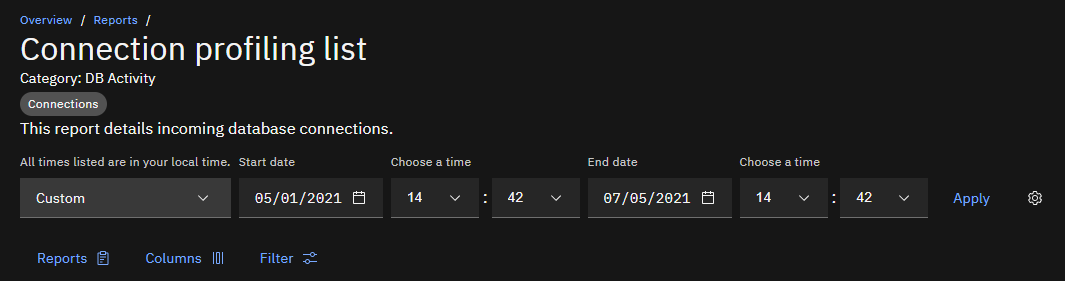 Overview / Reports /
Connection profiling list
Category: DB Activity
Connections
This report details incoming database connections.
All times listed are in your local time. Start date Choose a time End date Choose a time
Custom 05/01/2021 14 : 42 07/05/2021 14 : 42 Apply
Reports Columns Filter